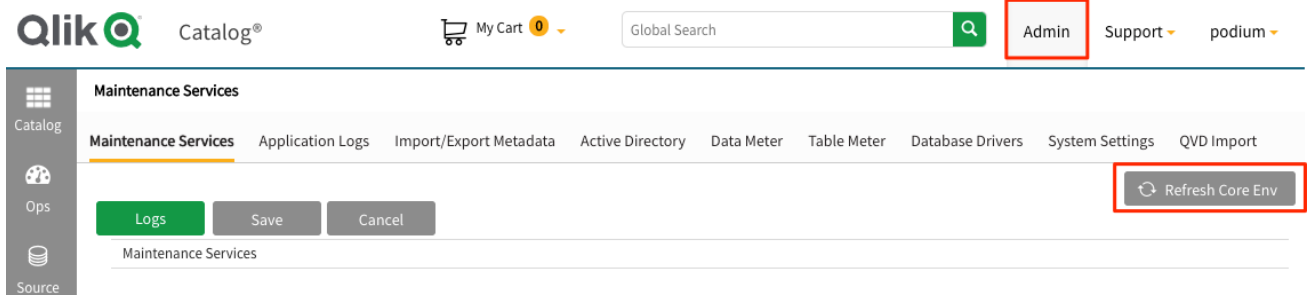 Qlik Q Catalog® My Cart 0 Global Search Admin Support podium
Maintenance Services
Catalog
Maintenance Services Application Logs Import/Export Metadata Active Directory Data Meter Table Meter Database Drivers System Settings QVD Import
Refresh Core Env
Ops
Logs Save Cancel
Maintenance Services
Source